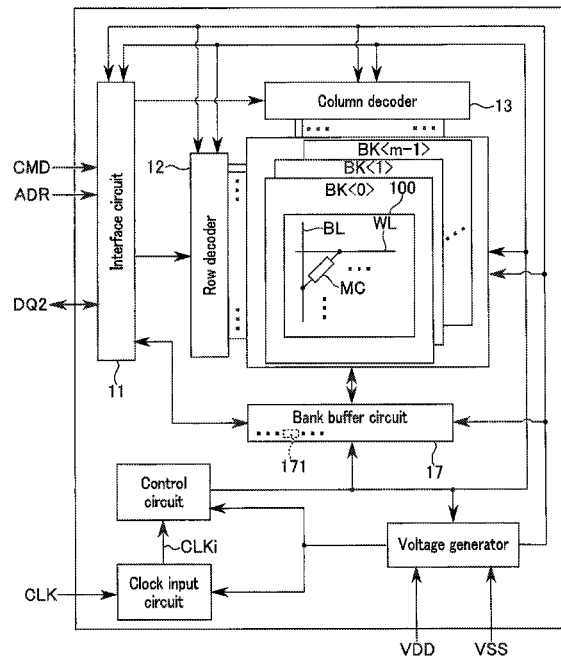 Column decoder
13
BK<m-1>
12
BK<1>
CMD
BK<0>
ADR
100
Interface circuit
Row decoder
BL
WL
DQ2
MC
11
Bank buffer circuit
171
17
Control
circuit
CLKi
Voltage generator
CLK
Clock input
circuit
VDD
VSS